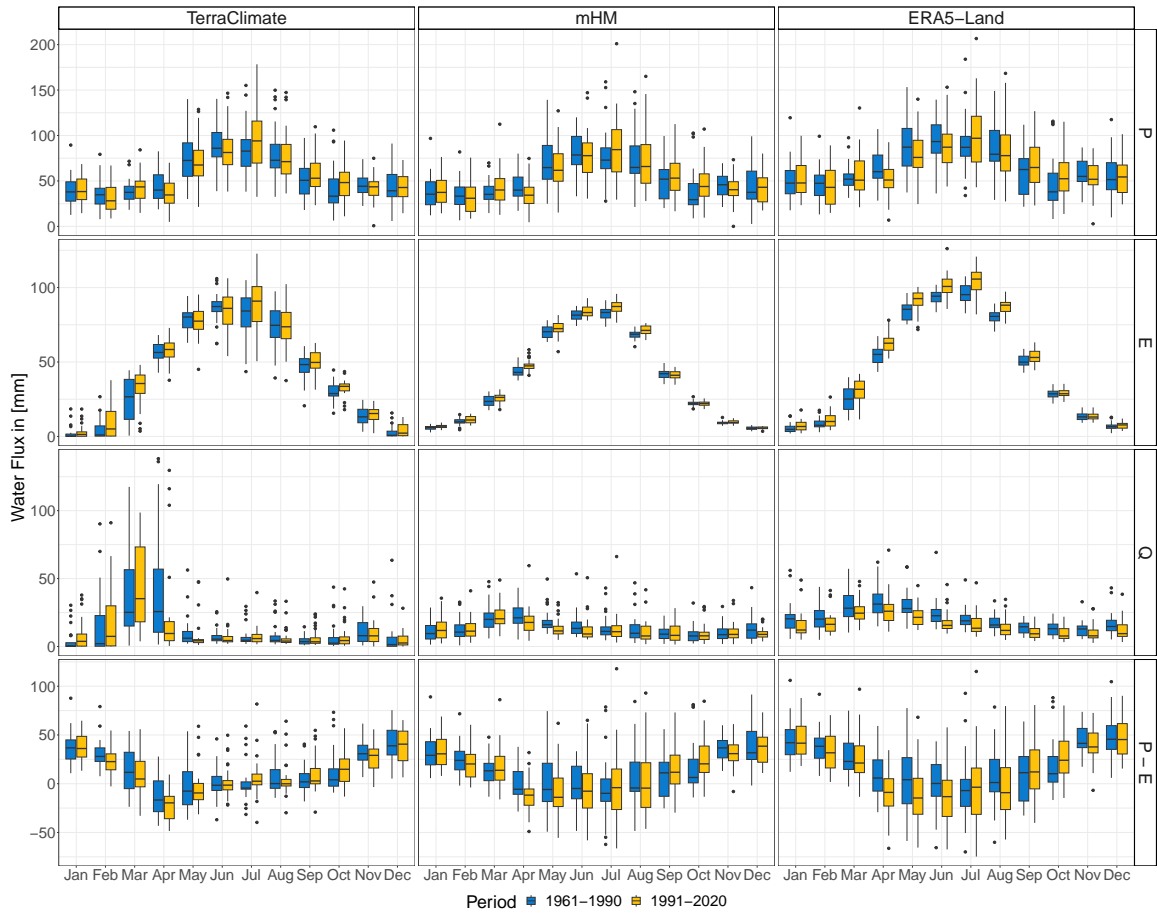 TerraClimate mHM ERA5−Land
200
150
100
50
0
P
100
50
0
E
100
50
0
Q
100
50
0
−50
P − E
Water Flux in [mm]
Jan Feb Mar Apr May Jun Jul Aug Sep Oct Nov Dec Jan Feb Mar Apr May Jun Jul Aug Sep Oct Nov Dec Jan Feb Mar Apr May Jun Jul Aug Sep Oct Nov Dec
Period 1961−1990 1991−2020